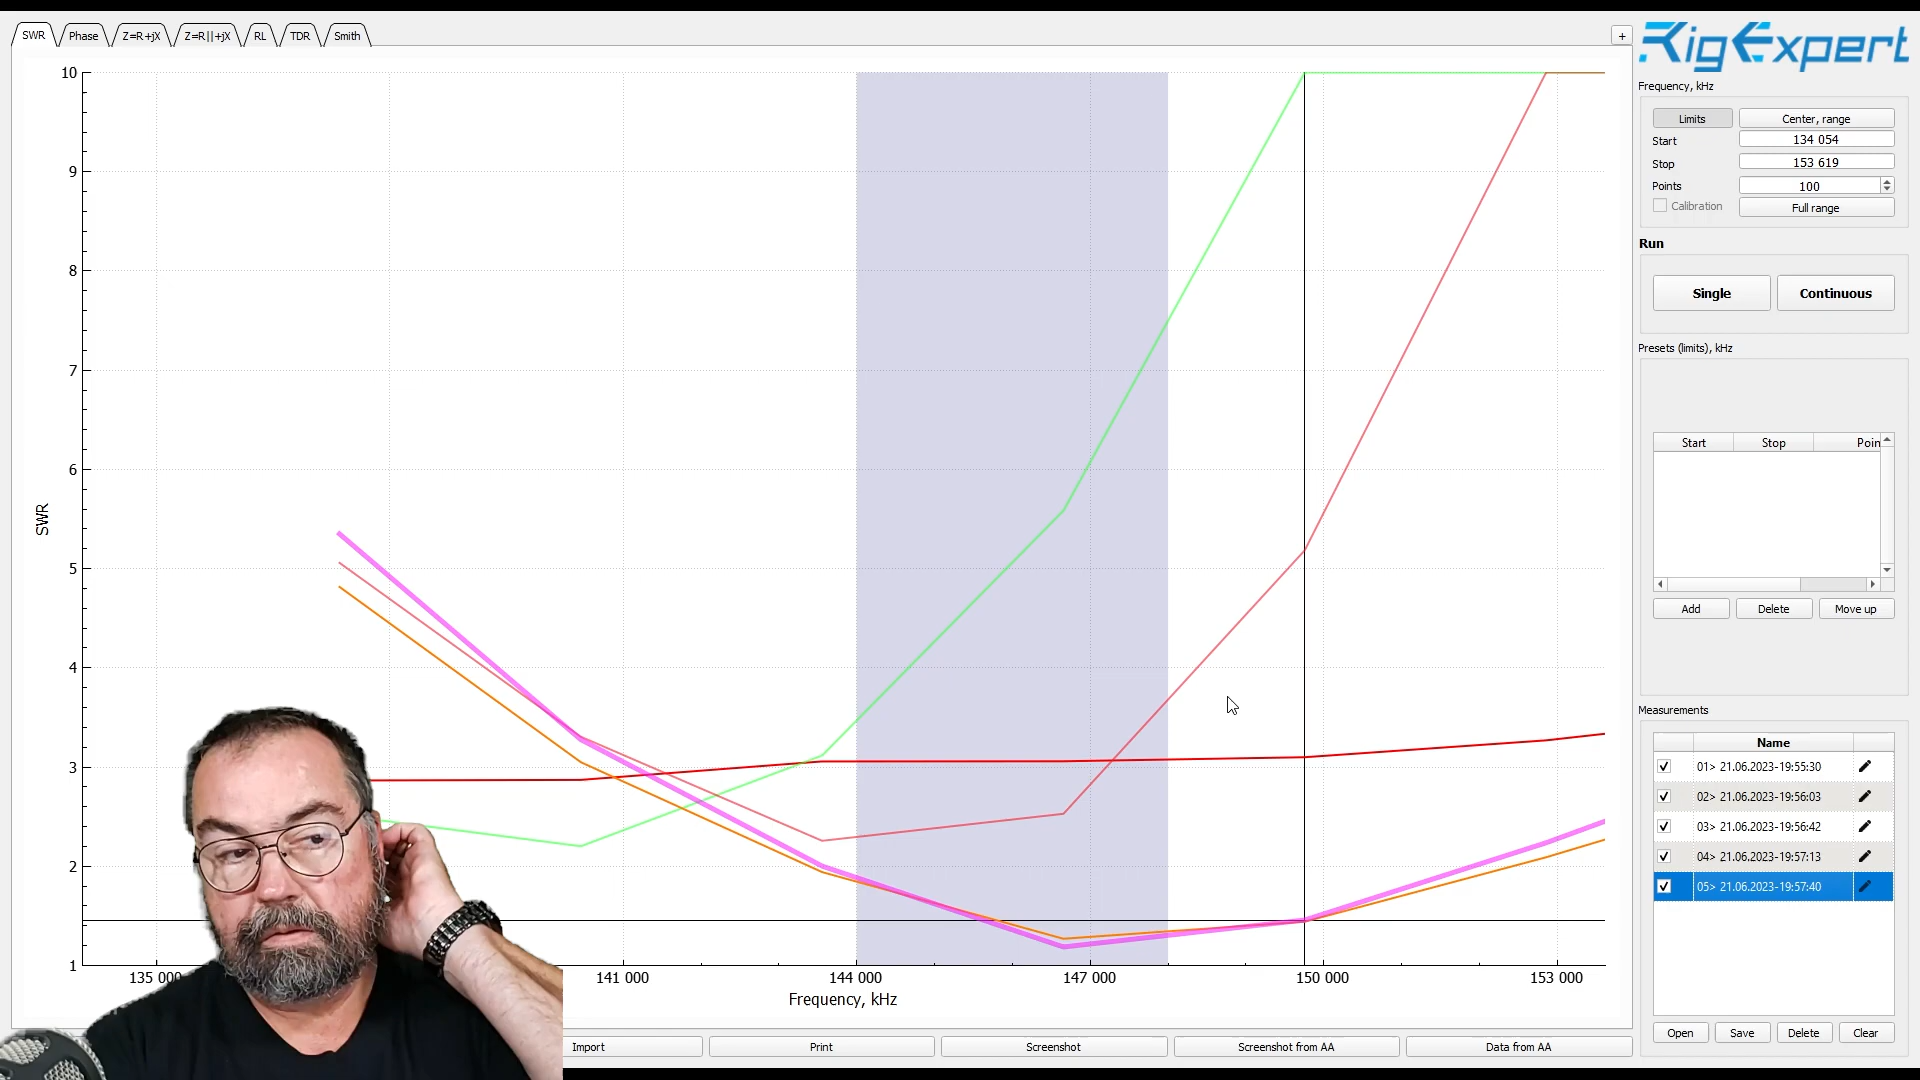 SWR Phase Z=R+jX Z=R||+jX RL TDR Smith +
RigExpert
Frequency, kHz
Limits Center, range
Start 134 054
Stop 153 619
Points 100
Calibration Full range
Run
Single Continuous
Presets (limits), kHz
Start Stop Poin
Add Delete Move up
Measurements
Name
01> 21.06.2023-19:55:30
02> 21.06.2023-19:56:03
03> 21.06.2023-19:56:42
04> 21.06.2023-19:57:13
05> 21.06.2023-19:57:40
Open Save Delete Clear
10
9
8
7
6
5
4
3
2
1
SWR
135 000 141 000 144 000 147 000 150 000 153 000
Frequency, kHz
Import Print Screenshot Screenshot from AA Data from AA